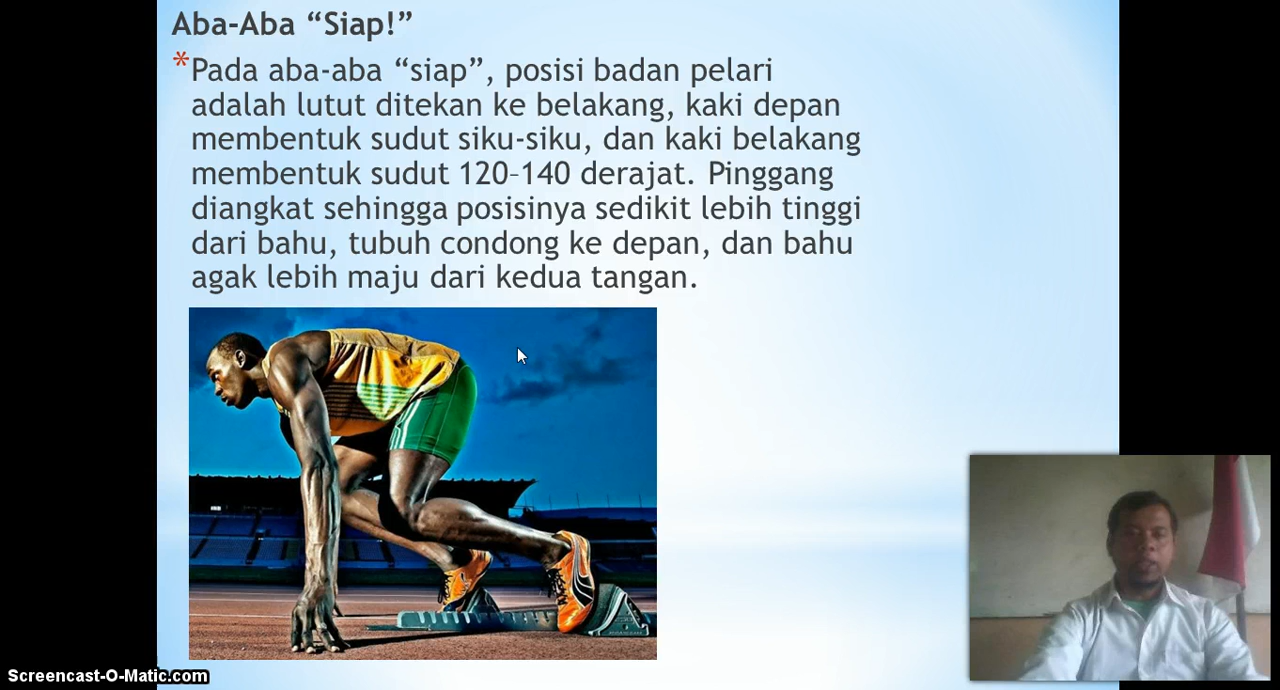 Aba-Aba “Siap!”
*Pada aba-aba “siap”, posisi badan pelari
adalah lutut ditekan ke belakang, kaki depan
membentuk sudut siku-siku, dan kaki belakang
membentuk sudut 120–140 derajat. Pinggang
diangkat sehingga posisinya sedikit lebih tinggi
dari bahu, tubuh condong ke depan, dan bahu
agak lebih maju dari kedua tangan.
Screencast-O-Matic.com